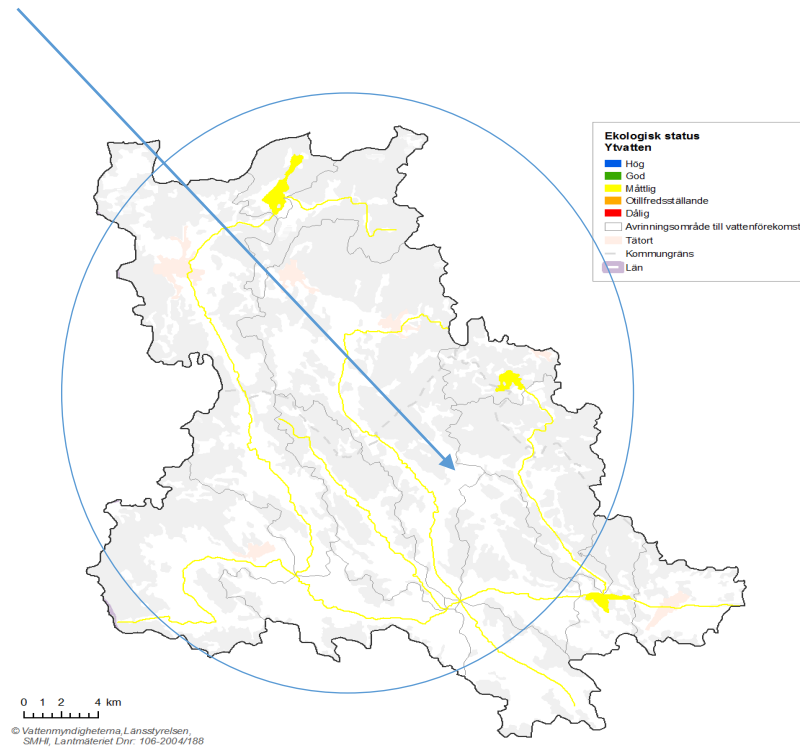 Ekologisk status
Ytvatten
Hög
God
Måttlig
Otillfredsställande
Dålig
Avrinningsområde till vattenförekomst
Tätort
Kommungräns
Län
0 1 2 4 km
© Vattenmyndigheterna,Länsstyrelsen,
SMHI, Lantmäteriet Dnr: 106-2004/188